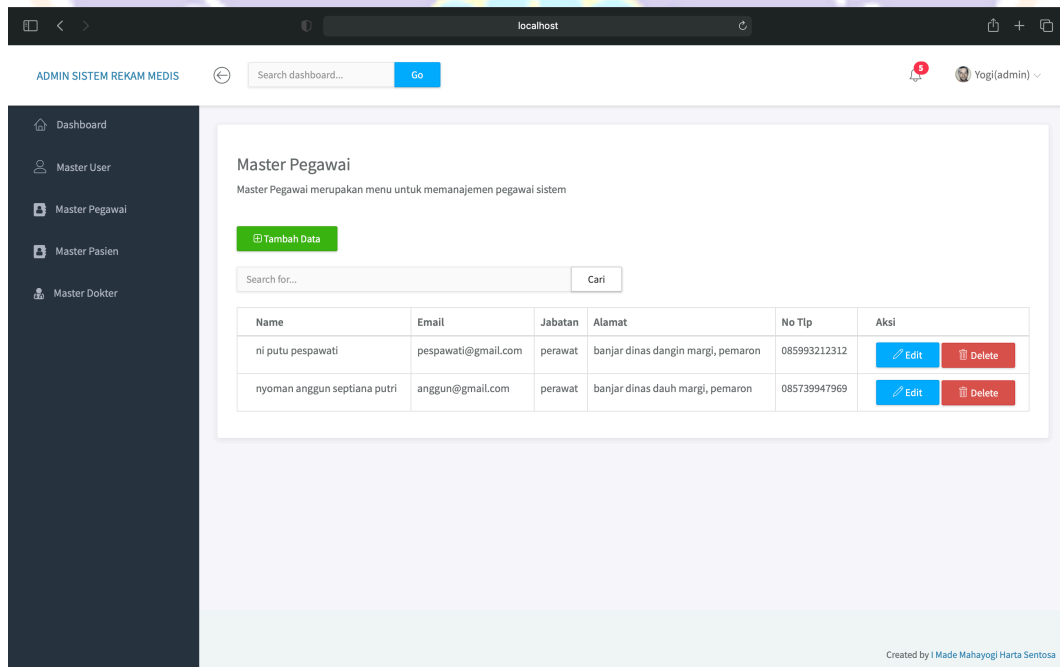 localhost
ADMIN SISTEM REKAM MEDIS
Search dashboard...
Go
5
Yogi(admin)
Dashboard
Master User
Master Pegawai
Master Pasien
Master Dokter
Master Pegawai
Master Pegawai merupakan menu untuk memanajemen pegawai sistem
Tambah Data
Search for...
Cari
Name Email Jabatan Alamat No Tlp Aksi
ni putu pespawati pespawati@gmail.com perawat banjar dinas dangin margi, pemaron 085993212312 Edit Delete
nyoman anggun septiana putri anggun@gmail.com perawat banjar dinas dauh margi, pemaron 085739947969 Edit Delete
Created by I Made Mahayogi Harta Sentosa